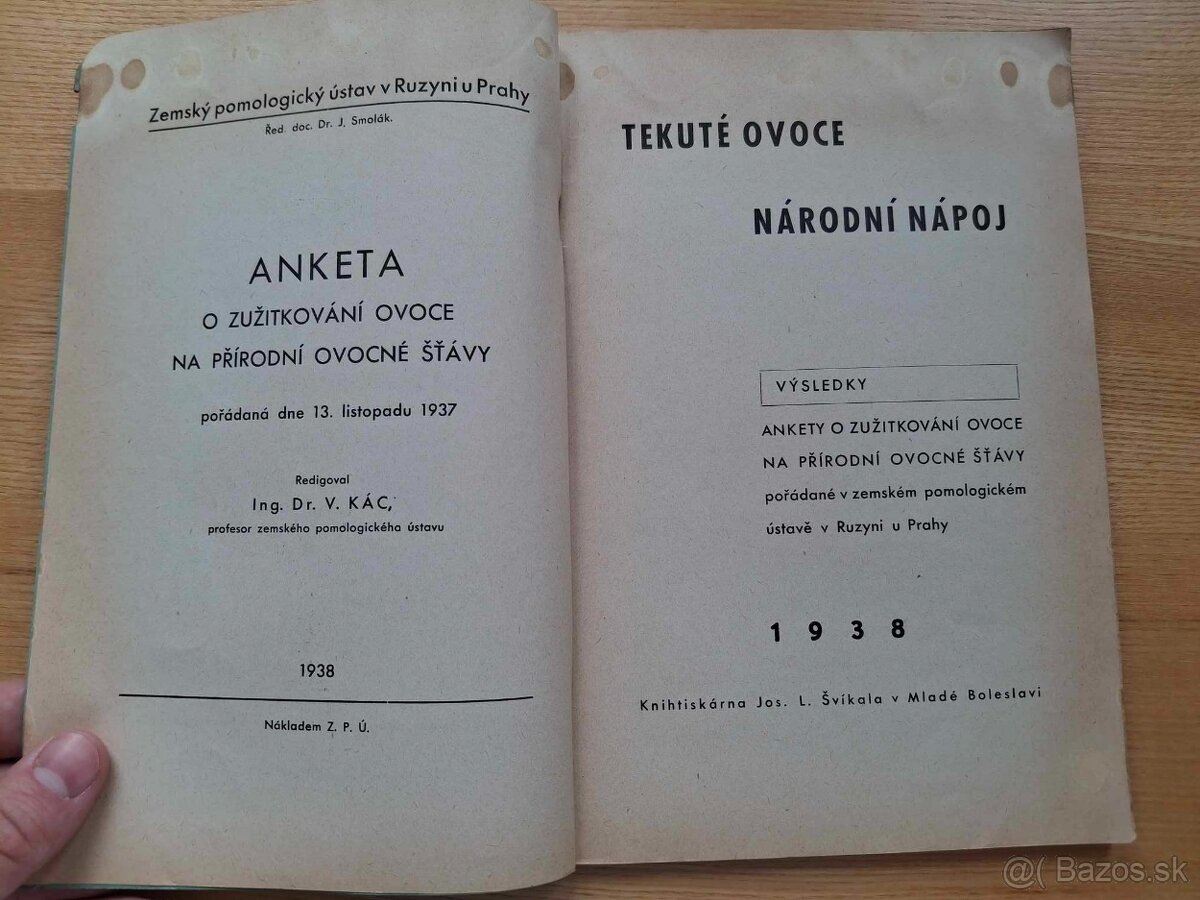 Zemský pomologický ústav v Ruzyni u Prahy
Řed. doc. Dr. J. Smolák.
ANKETA
O ZUŽITKOVÁNÍ OVOCE
NA PŘÍRODNÍ OVOCNÉ ŠŤÁVY
pořádaná dne 13. listopadu 1937
Redigoval
Ing. Dr. V. KÁC,
profesor zemského pomologického ústavu
1938
Nákladem Z. P. Ú.
TEKUTÉ OVOCE
NÁRODNÍ NÁPOJ
VÝSLEDKY
ANKETY O ZUŽITKOVÁNÍ OVOCE
NA PŘÍRODNÍ OVOCNÉ ŠŤÁVY
pořádané v zemském pomologickém
ústavě v Ruzyni u Prahy
1938
Knihtiskárna Jos. L. Švíkala v Mladé Boleslavi
@( Bazos.sk